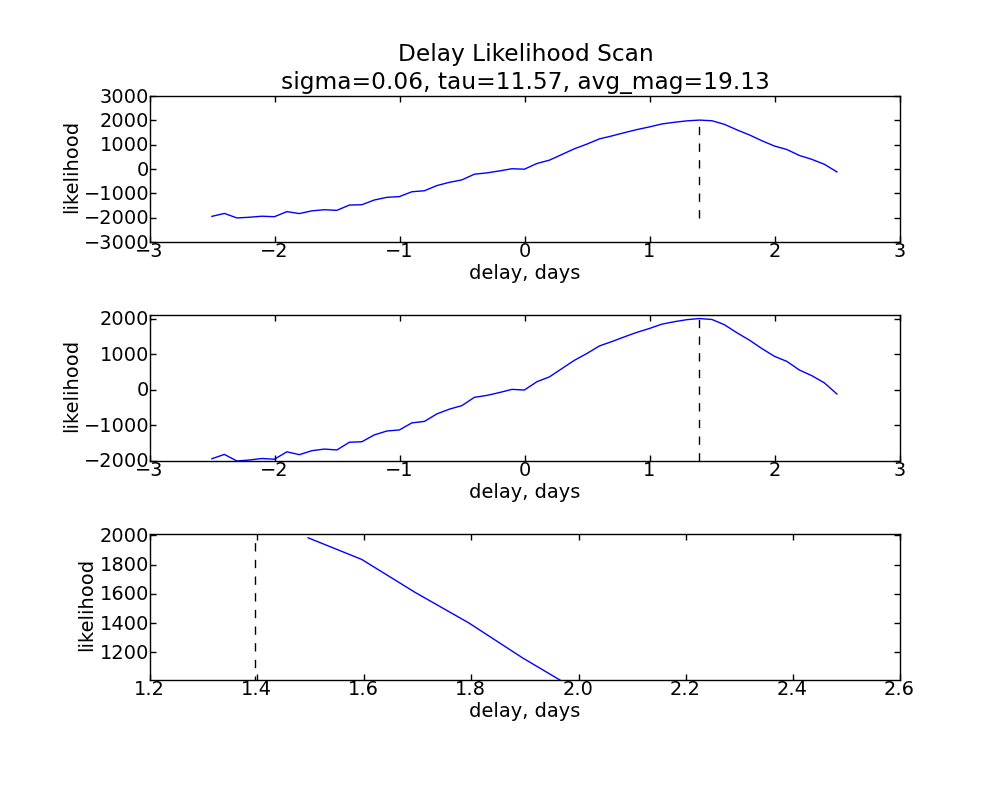 Delay Likelihood Scan
sigma=0.06, tau=11.57, avg_mag=19.13
3000
2000
1000
0
−1000
−2000
−3000
likelihood
−3 −2 −1 0 1 2 3
delay, days
2000
1000
0
−1000
−2000
likelihood
−3 −2 −1 0 1 2 3
delay, days
2000
1800
1600
1400
1200
likelihood
1.2 1.4 1.6 1.8 2.0 2.2 2.4 2.6
delay, days